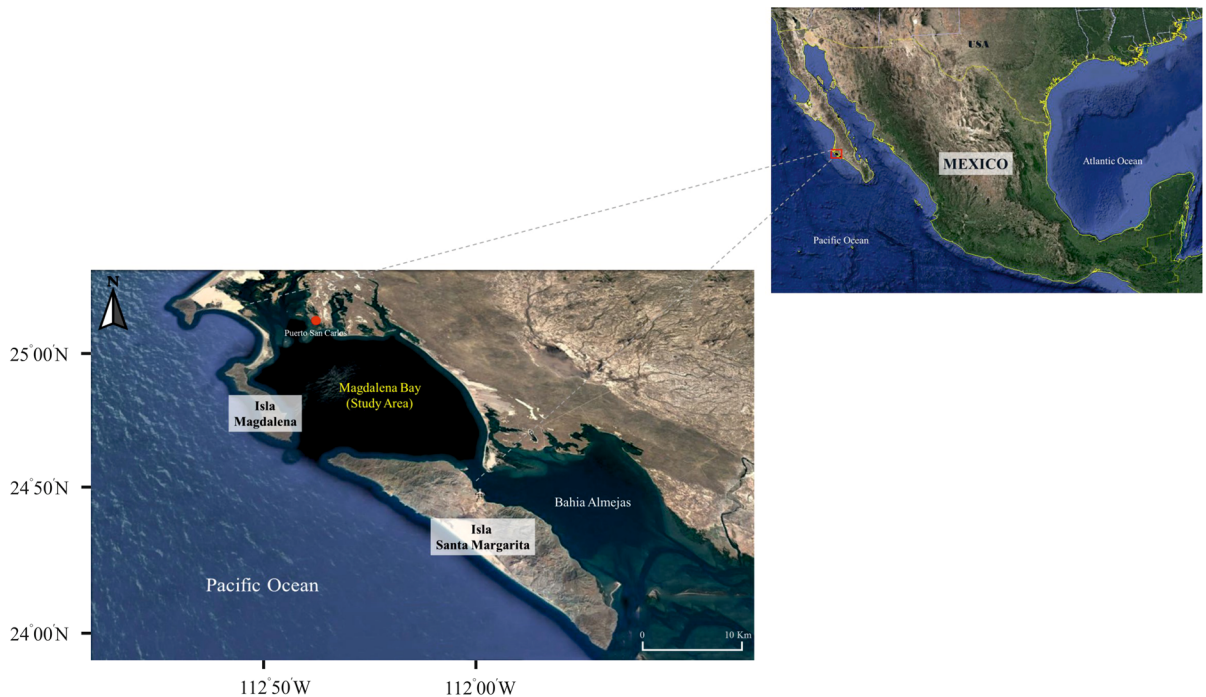 USA
MEXICO
Atlantic Ocean
Pacific Ocean
N
Puerto San Carlos
25°00'N
Magdalena Bay
(Study Area)
Isla
Magdalena
24°50'N
Bahia Almejas
Isla
Santa Margarita
Pacific Ocean
24°00'N
0 10 Km
112°50'W
112°00'W